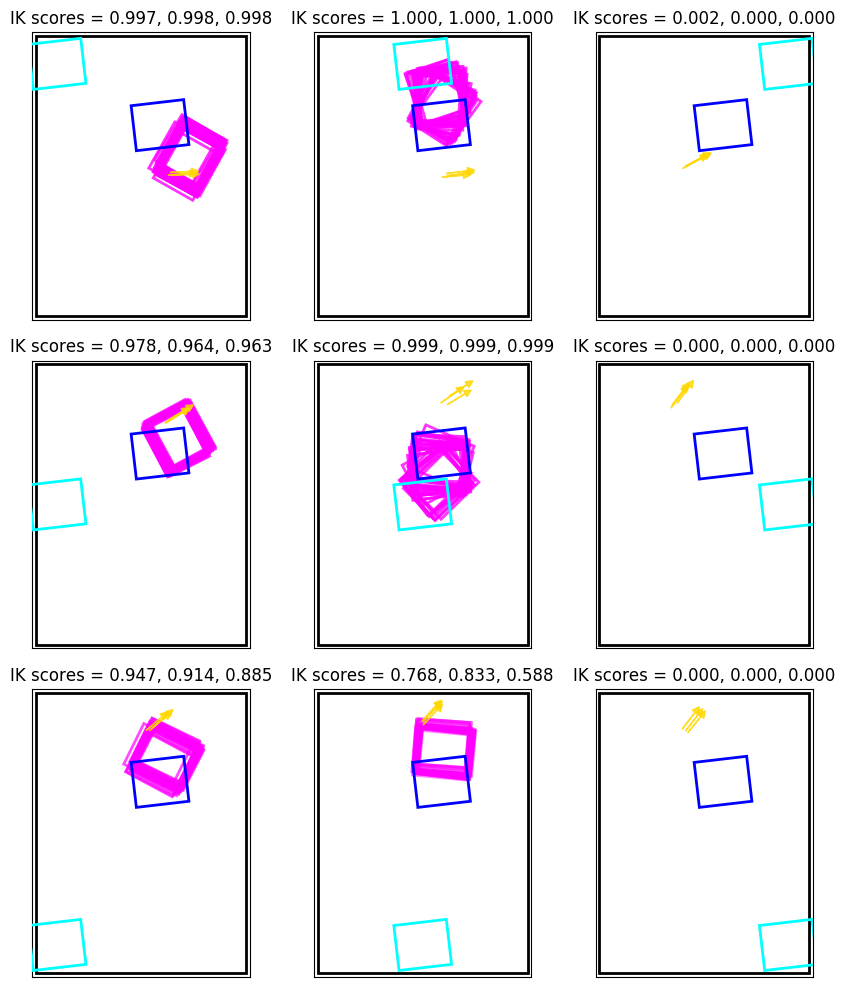 IK scores = 0.997, 0.998, 0.998
IK scores = 1.000, 1.000, 1.000
IK scores = 0.002, 0.000, 0.000
IK scores = 0.978, 0.964, 0.963
IK scores = 0.999, 0.999, 0.999
IK scores = 0.000, 0.000, 0.000
IK scores = 0.947, 0.914, 0.885
IK scores = 0.768, 0.833, 0.588
IK scores = 0.000, 0.000, 0.000